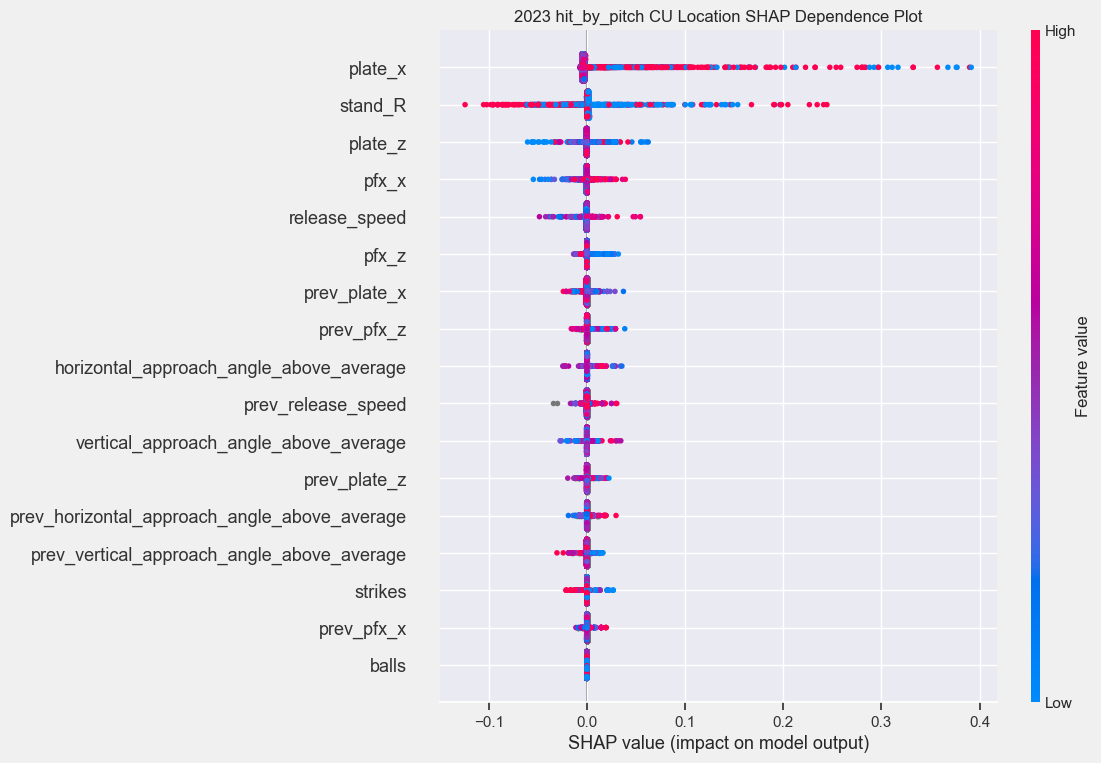 2023 hit_by_pitch CU Location SHAP Dependence Plot
High
plate_x
stand_R
plate_z
pfx_x
release_speed
pfx_z
prev_plate_x
prev_pfx_z
horizontal_approach_angle_above_average
prev_release_speed
vertical_approach_angle_above_average
prev_plate_z
prev_horizontal_approach_angle_above_average
prev_vertical_approach_angle_above_average
strikes
prev_pfx_x
balls
Feature value
Low
−0.1 0.0 0.1 0.2 0.3 0.4
SHAP value (impact on model output)